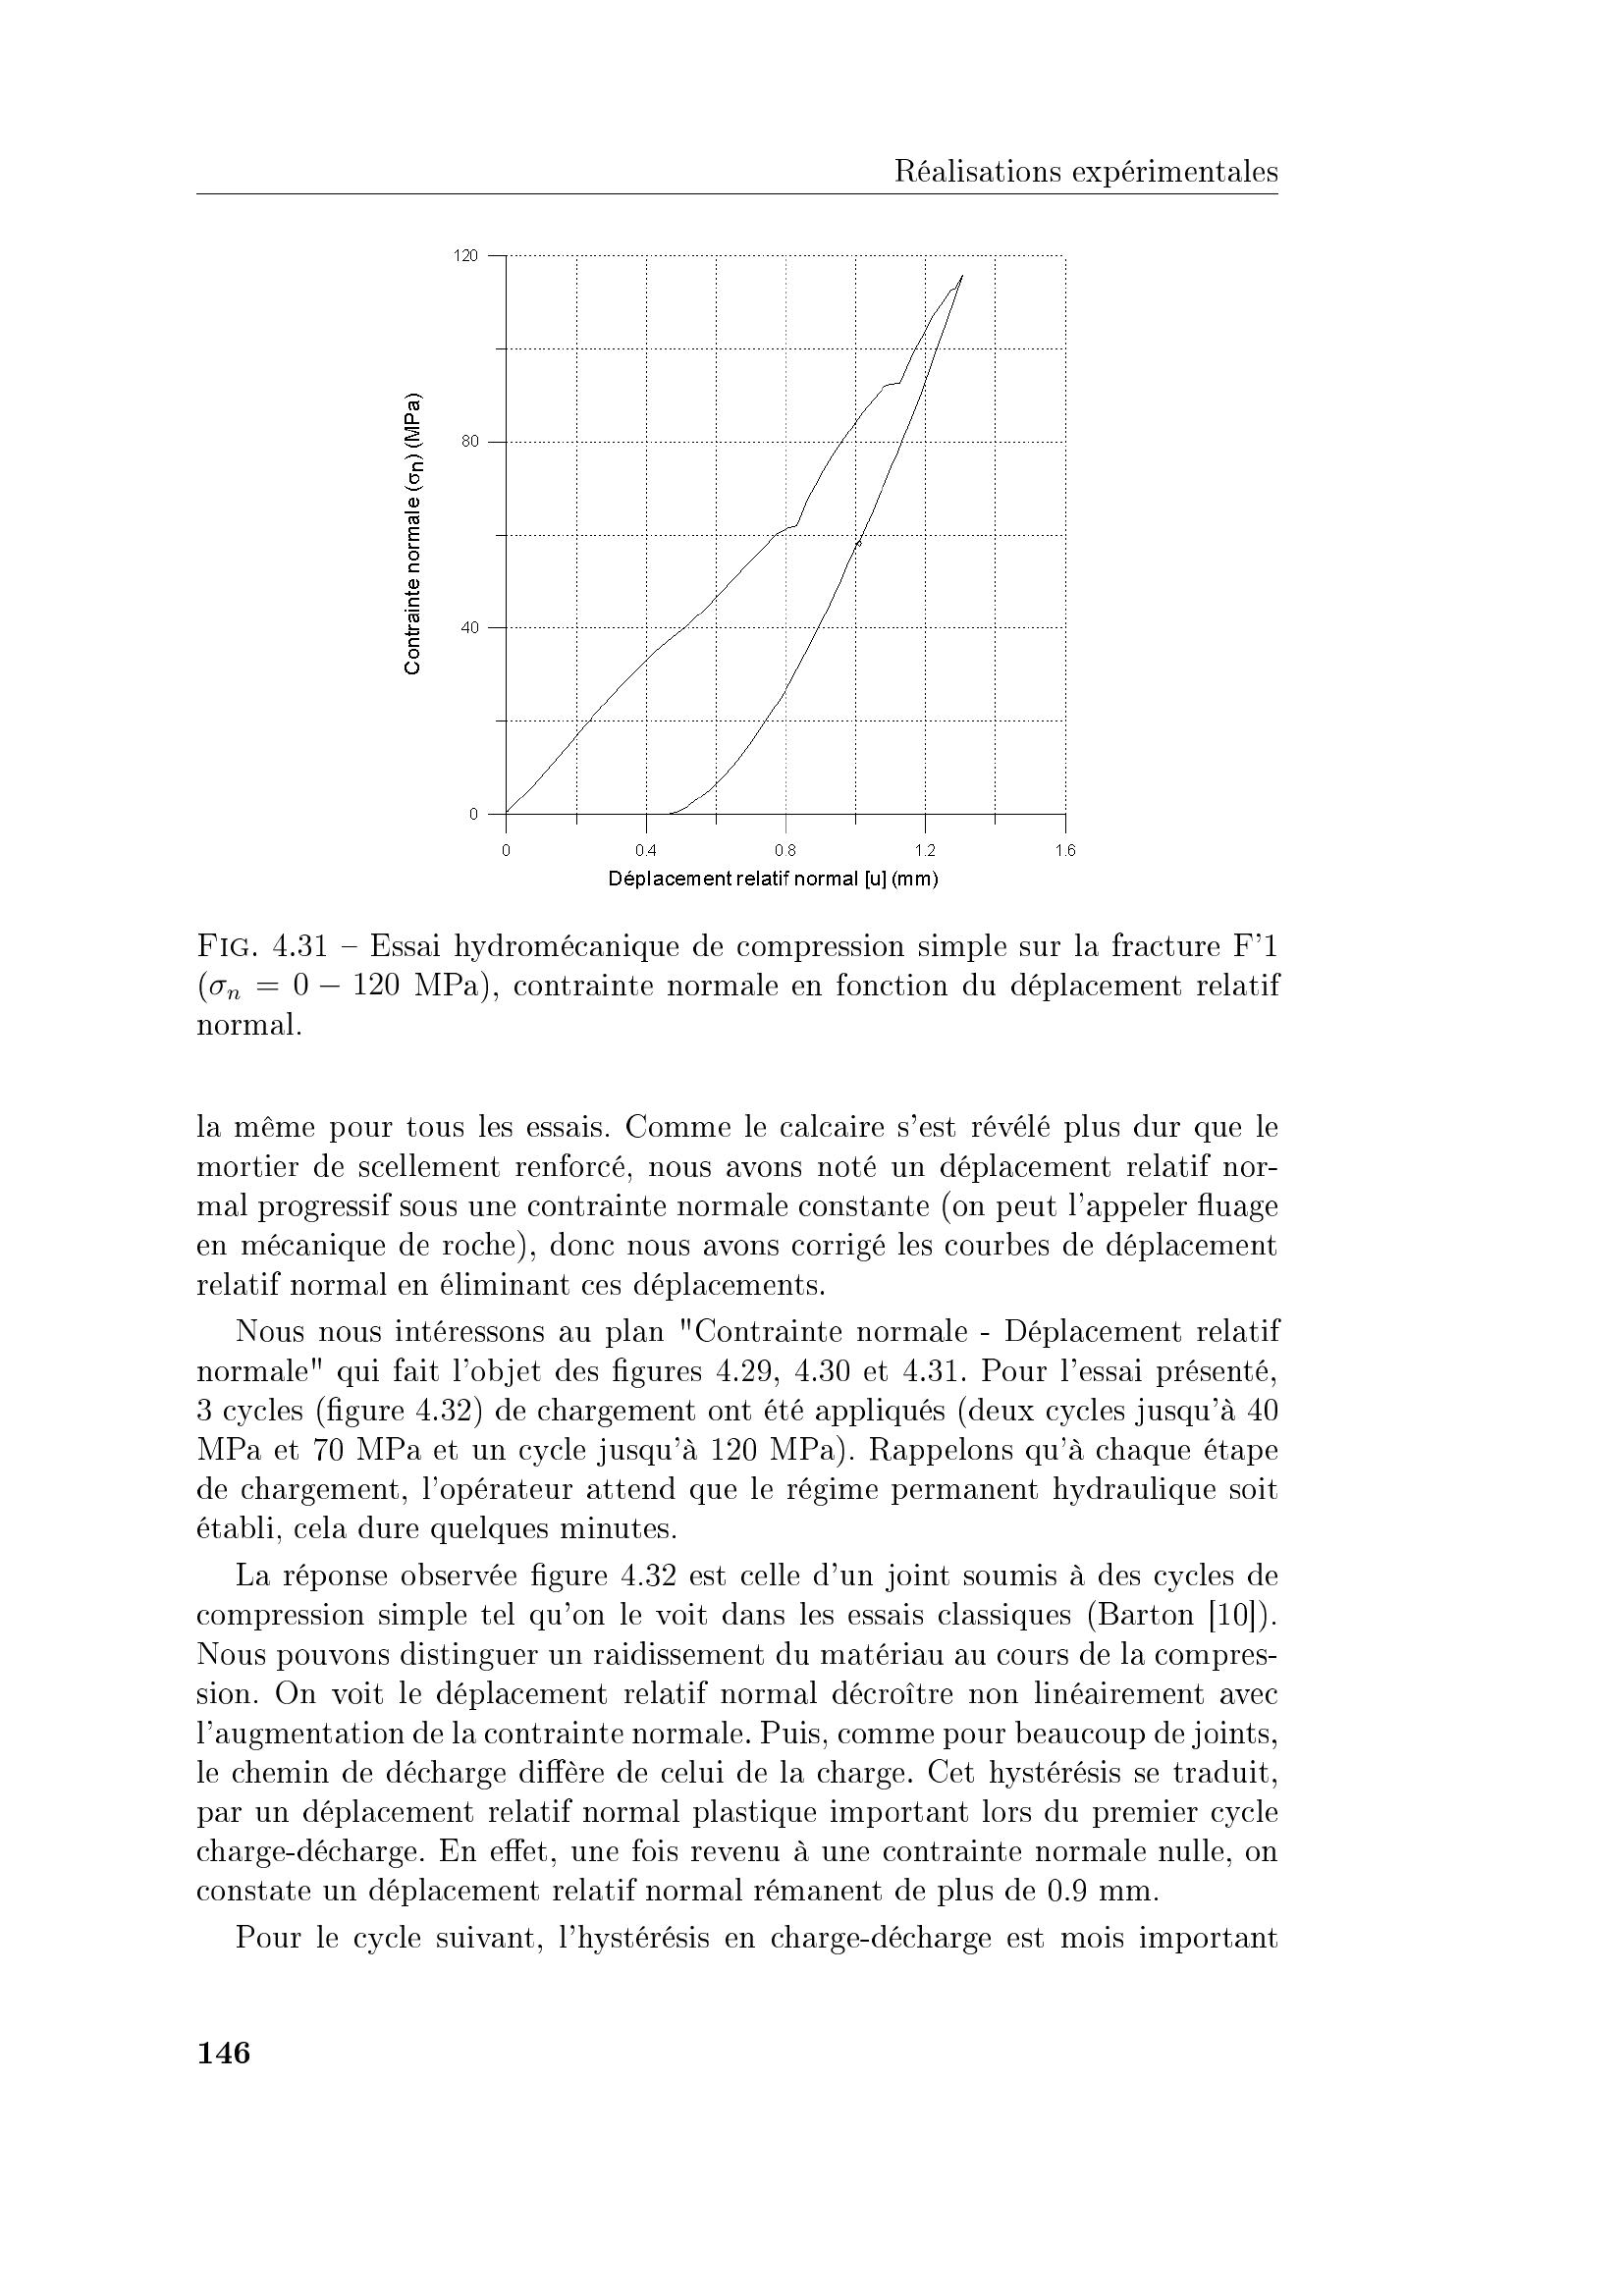 Réalisations expérimentales
120
80
40
0
Contrainte normale (σn) (MPa)
0 0.4 0.8 1.2 1.6
Déplacement relatif normal [u] (mm)
FIG. 4.31 – Essai hydromécanique de compression simple sur la fracture F'1
(σn = 0 − 120 MPa), contrainte normale en fonction du déplacement relatif
normal.
la même pour tous les essais. Comme le calcaire s'est révélé plus dur que le
mortier de scellement renforcé, nous avons noté un déplacement relatif nor-
mal progressif sous une contrainte normale constante (on peut l'appeler fluage
en mécanique de roche), donc nous avons corrigé les courbes de déplacement
relatif normal en éliminant ces déplacements.
Nous nous intéressons au plan "Contrainte normale - Déplacement relatif
normale" qui fait l'objet des figures 4.29, 4.30 et 4.31. Pour l'essai présenté,
3 cycles (figure 4.32) de chargement ont été appliqués (deux cycles jusqu'à 40
MPa et 70 MPa et un cycle jusqu'à 120 MPa). Rappelons qu'à chaque étape
de chargement, l'opérateur attend que le régime permanent hydraulique soit
établi, cela dure quelques minutes.
La réponse observée figure 4.32 est celle d'un joint soumis à des cycles de
compression simple tel qu'on le voit dans les essais classiques (Barton [10]).
Nous pouvons distinguer un raidissement du matériau au cours de la compres-
sion. On voit le déplacement relatif normal décroître non linéairement avec
l'augmentation de la contrainte normale. Puis, comme pour beaucoup de joints,
le chemin de décharge diffère de celui de la charge. Cet hystérésis se traduit,
par un déplacement relatif normal plastique important lors du premier cycle
charge-décharge. En effet, une fois revenu à une contrainte normale nulle, on
constate un déplacement relatif normal rémanent de plus de 0.9 mm.
Pour le cycle suivant, l'hystérésis en charge-décharge est mois important
146